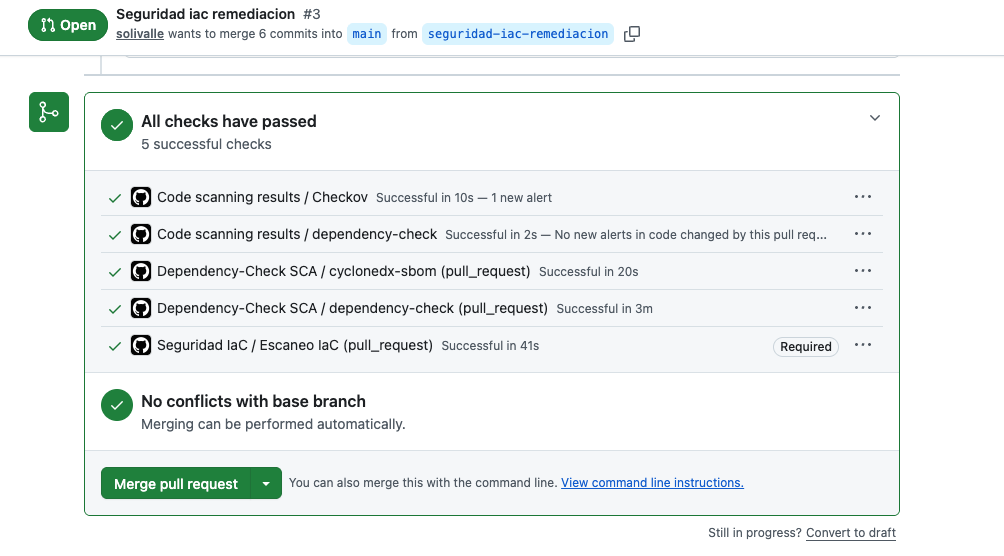 Open
Seguridad iac remediacion #3
solivalle wants to merge 6 commits into main from seguridad-iac-remediacion
All checks have passed
5 successful checks
Code scanning results / Checkov Successful in 10s — 1 new alert
Code scanning results / dependency-check Successful in 2s — No new alerts in code changed by this pull req...
Dependency-Check SCA / cyclonedx-sbom (pull_request) Successful in 20s
Dependency-Check SCA / dependency-check (pull_request) Successful in 3m
Seguridad IaC / Escaneo IaC (pull_request) Successful in 41s Required
No conflicts with base branch
Merging can be performed automatically.
Merge pull request You can also merge this with the command line. View command line instructions.
Still in progress? Convert to draft